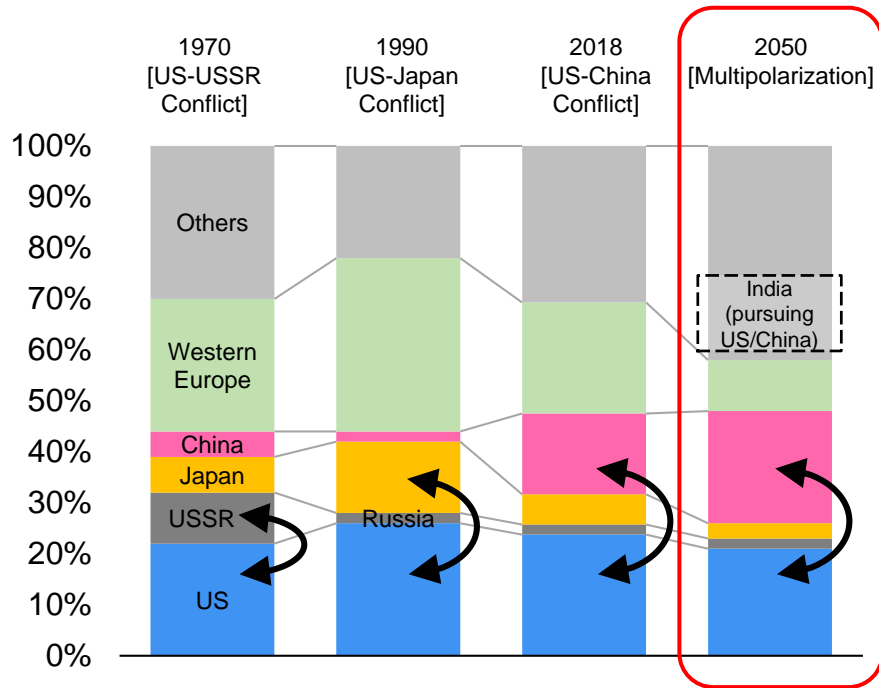 1970
[US-USSR
Conflict]
1990
[US-Japan
Conflict]
2018
[US-China
Conflict]
2050
[Multipolarization]
100%
90%
80%
70%
60%
50%
40%
30%
20%
10%
0%
Others
Western
Europe
China
Japan
USSR
US
Russia
India
(pursuing
US/China)